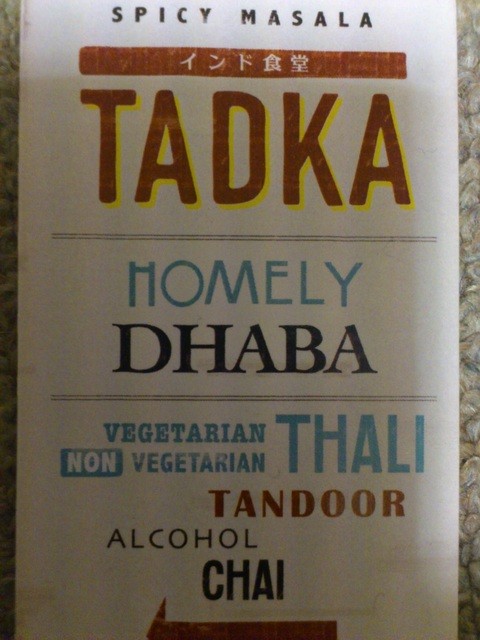 SPICY MASALA
インド食堂
TADKA
HOMELY
DHABA
VEGETARIAN
NON VEGETARIAN
THALI
TANDOOR
ALCOHOL
CHAI